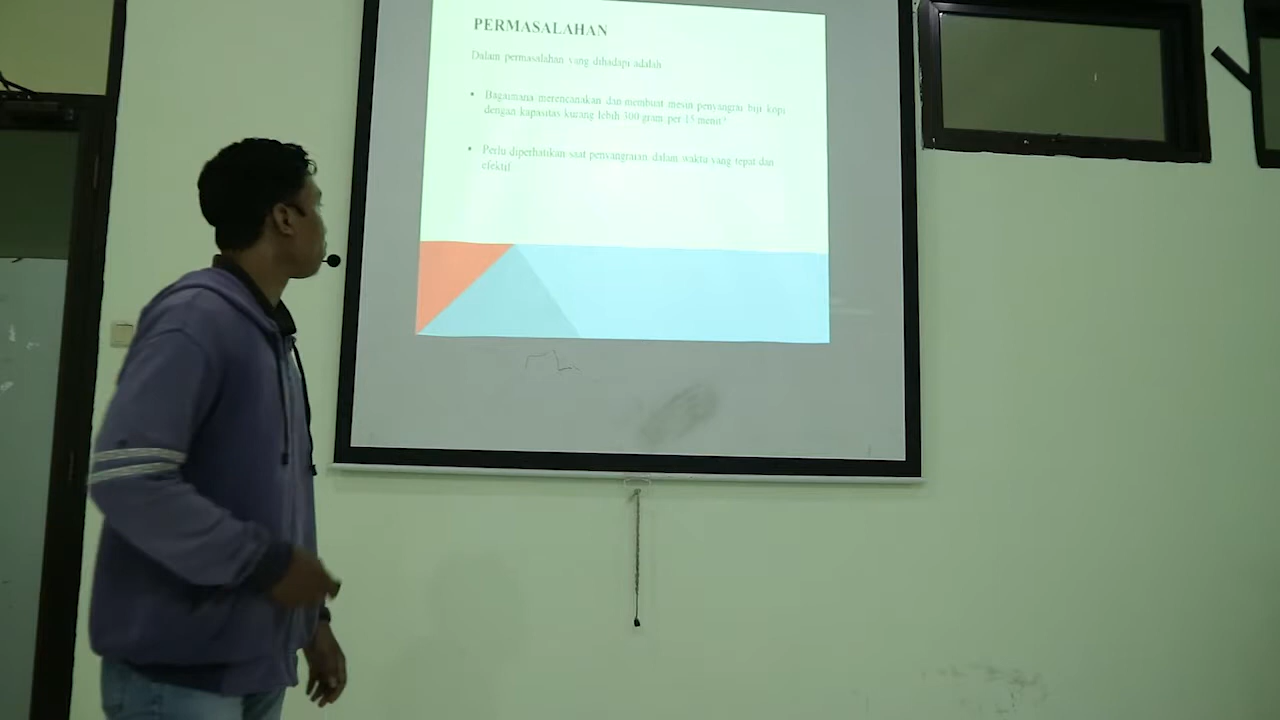 PERMASALAHAN
Dalam permasalahan yang dihadapi adalah
• Bagaimana merencanakan dan membuat mesin penyangrai biji kopi
dengan kapasitas kurang lebih 300 gram per 15 menit?
• Perlu diperhatikan saat penyangraian dalam waktu yang tepat dan
efektif